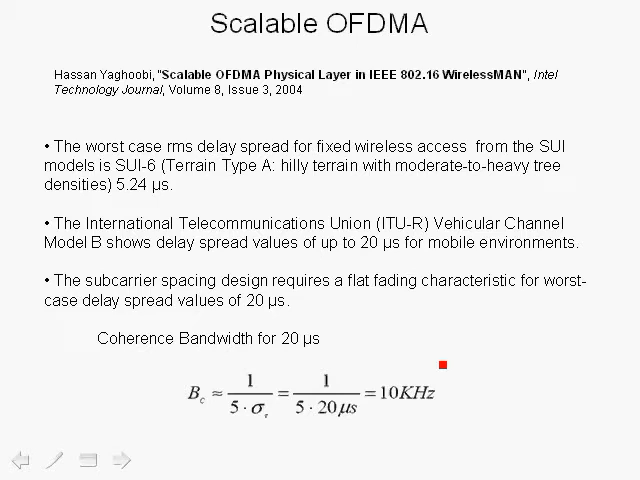 Scalable OFDMA
Hassan Yaghoobi, "Scalable OFDMA Physical Layer in IEEE 802.16 WirelessMAN", Intel
Technology Journal, Volume 8, Issue 3, 2004
• The worst case rms delay spread for fixed wireless access from the SUI
models is SUI-6 (Terrain Type A: hilly terrain with moderate-to-heavy tree
densities) 5.24 µs.
• The International Telecommunications Union (ITU-R) Vehicular Channel
Model B shows delay spread values of up to 20 µs for mobile environments.
• The subcarrier spacing design requires a flat fading characteristic for worst-
case delay spread values of 20 µs.
Coherence Bandwidth for 20 µs
B_c ≈ 1 / (5 · σ_τ) = 1 / (5 · 20 µs) = 10KHz